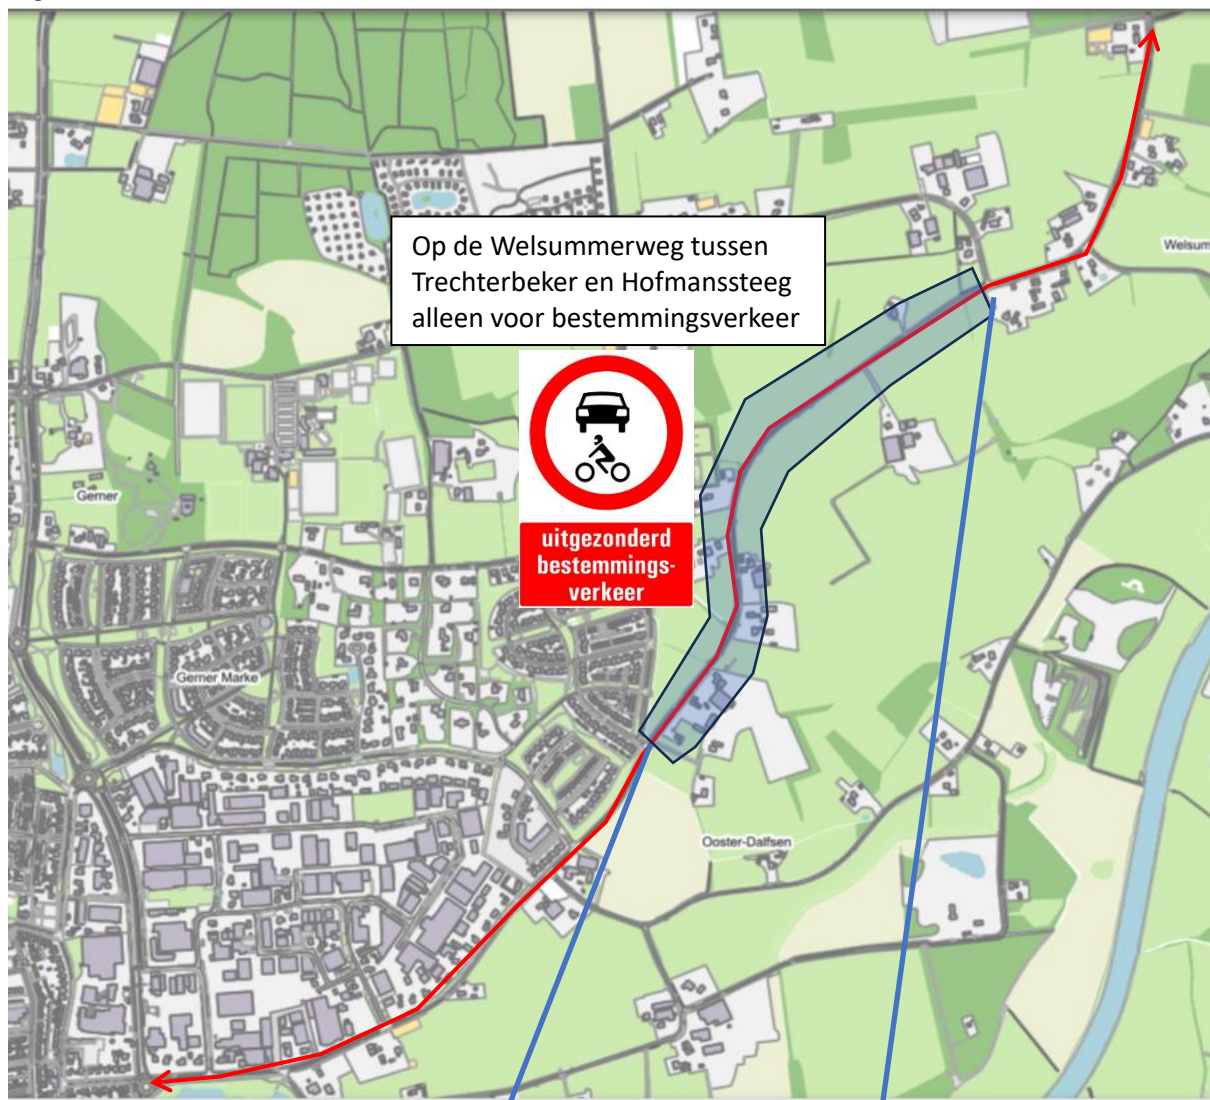 Op de Welsummerweg tussen
Trechterbeker en Hofmanssteeg
alleen voor bestemmingsverkeer
Welsum
uitgezonderd
bestemmings-
verkeer
Gerner
Gerner Marke
Ooster-Dalfsen